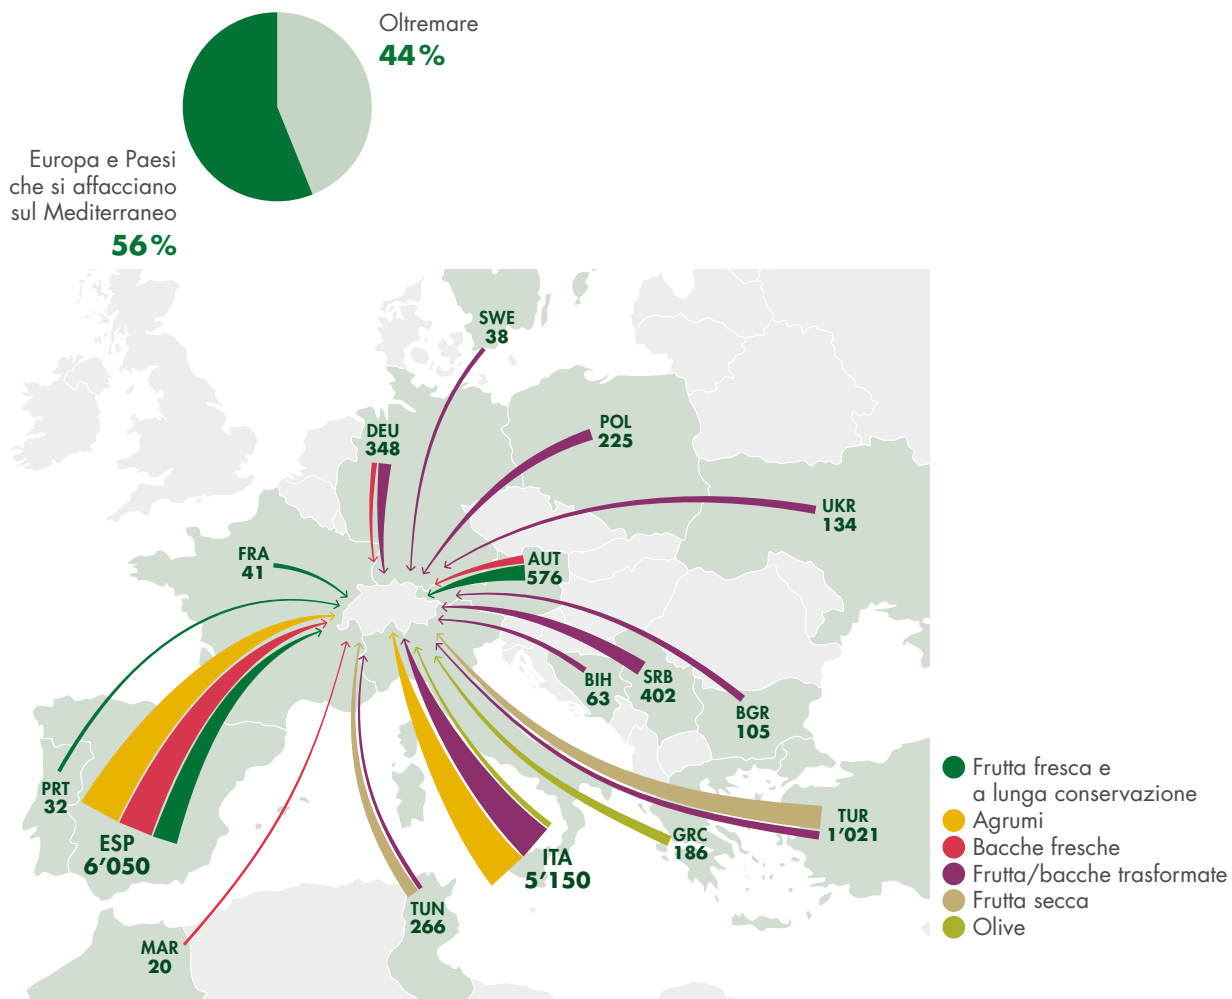 Oltremare
44 %
Europa e Paesi
che si affacciano
sul Mediterraneo
56 %
SWE
38
DEU
348
POL
225
UKR
134
FRA
41
AUT
576
BIH
63
SRB
402
BGR
105
PRT
32
ESP
6’050
ITA
5’150
GRC
186
TUR
1’021
TUN
266
MAR
20
Frutta fresca e
a lunga conservazione
Agrumi
Bacche fresche
Frutta/bacche trasformate
Frutta secca
Olive